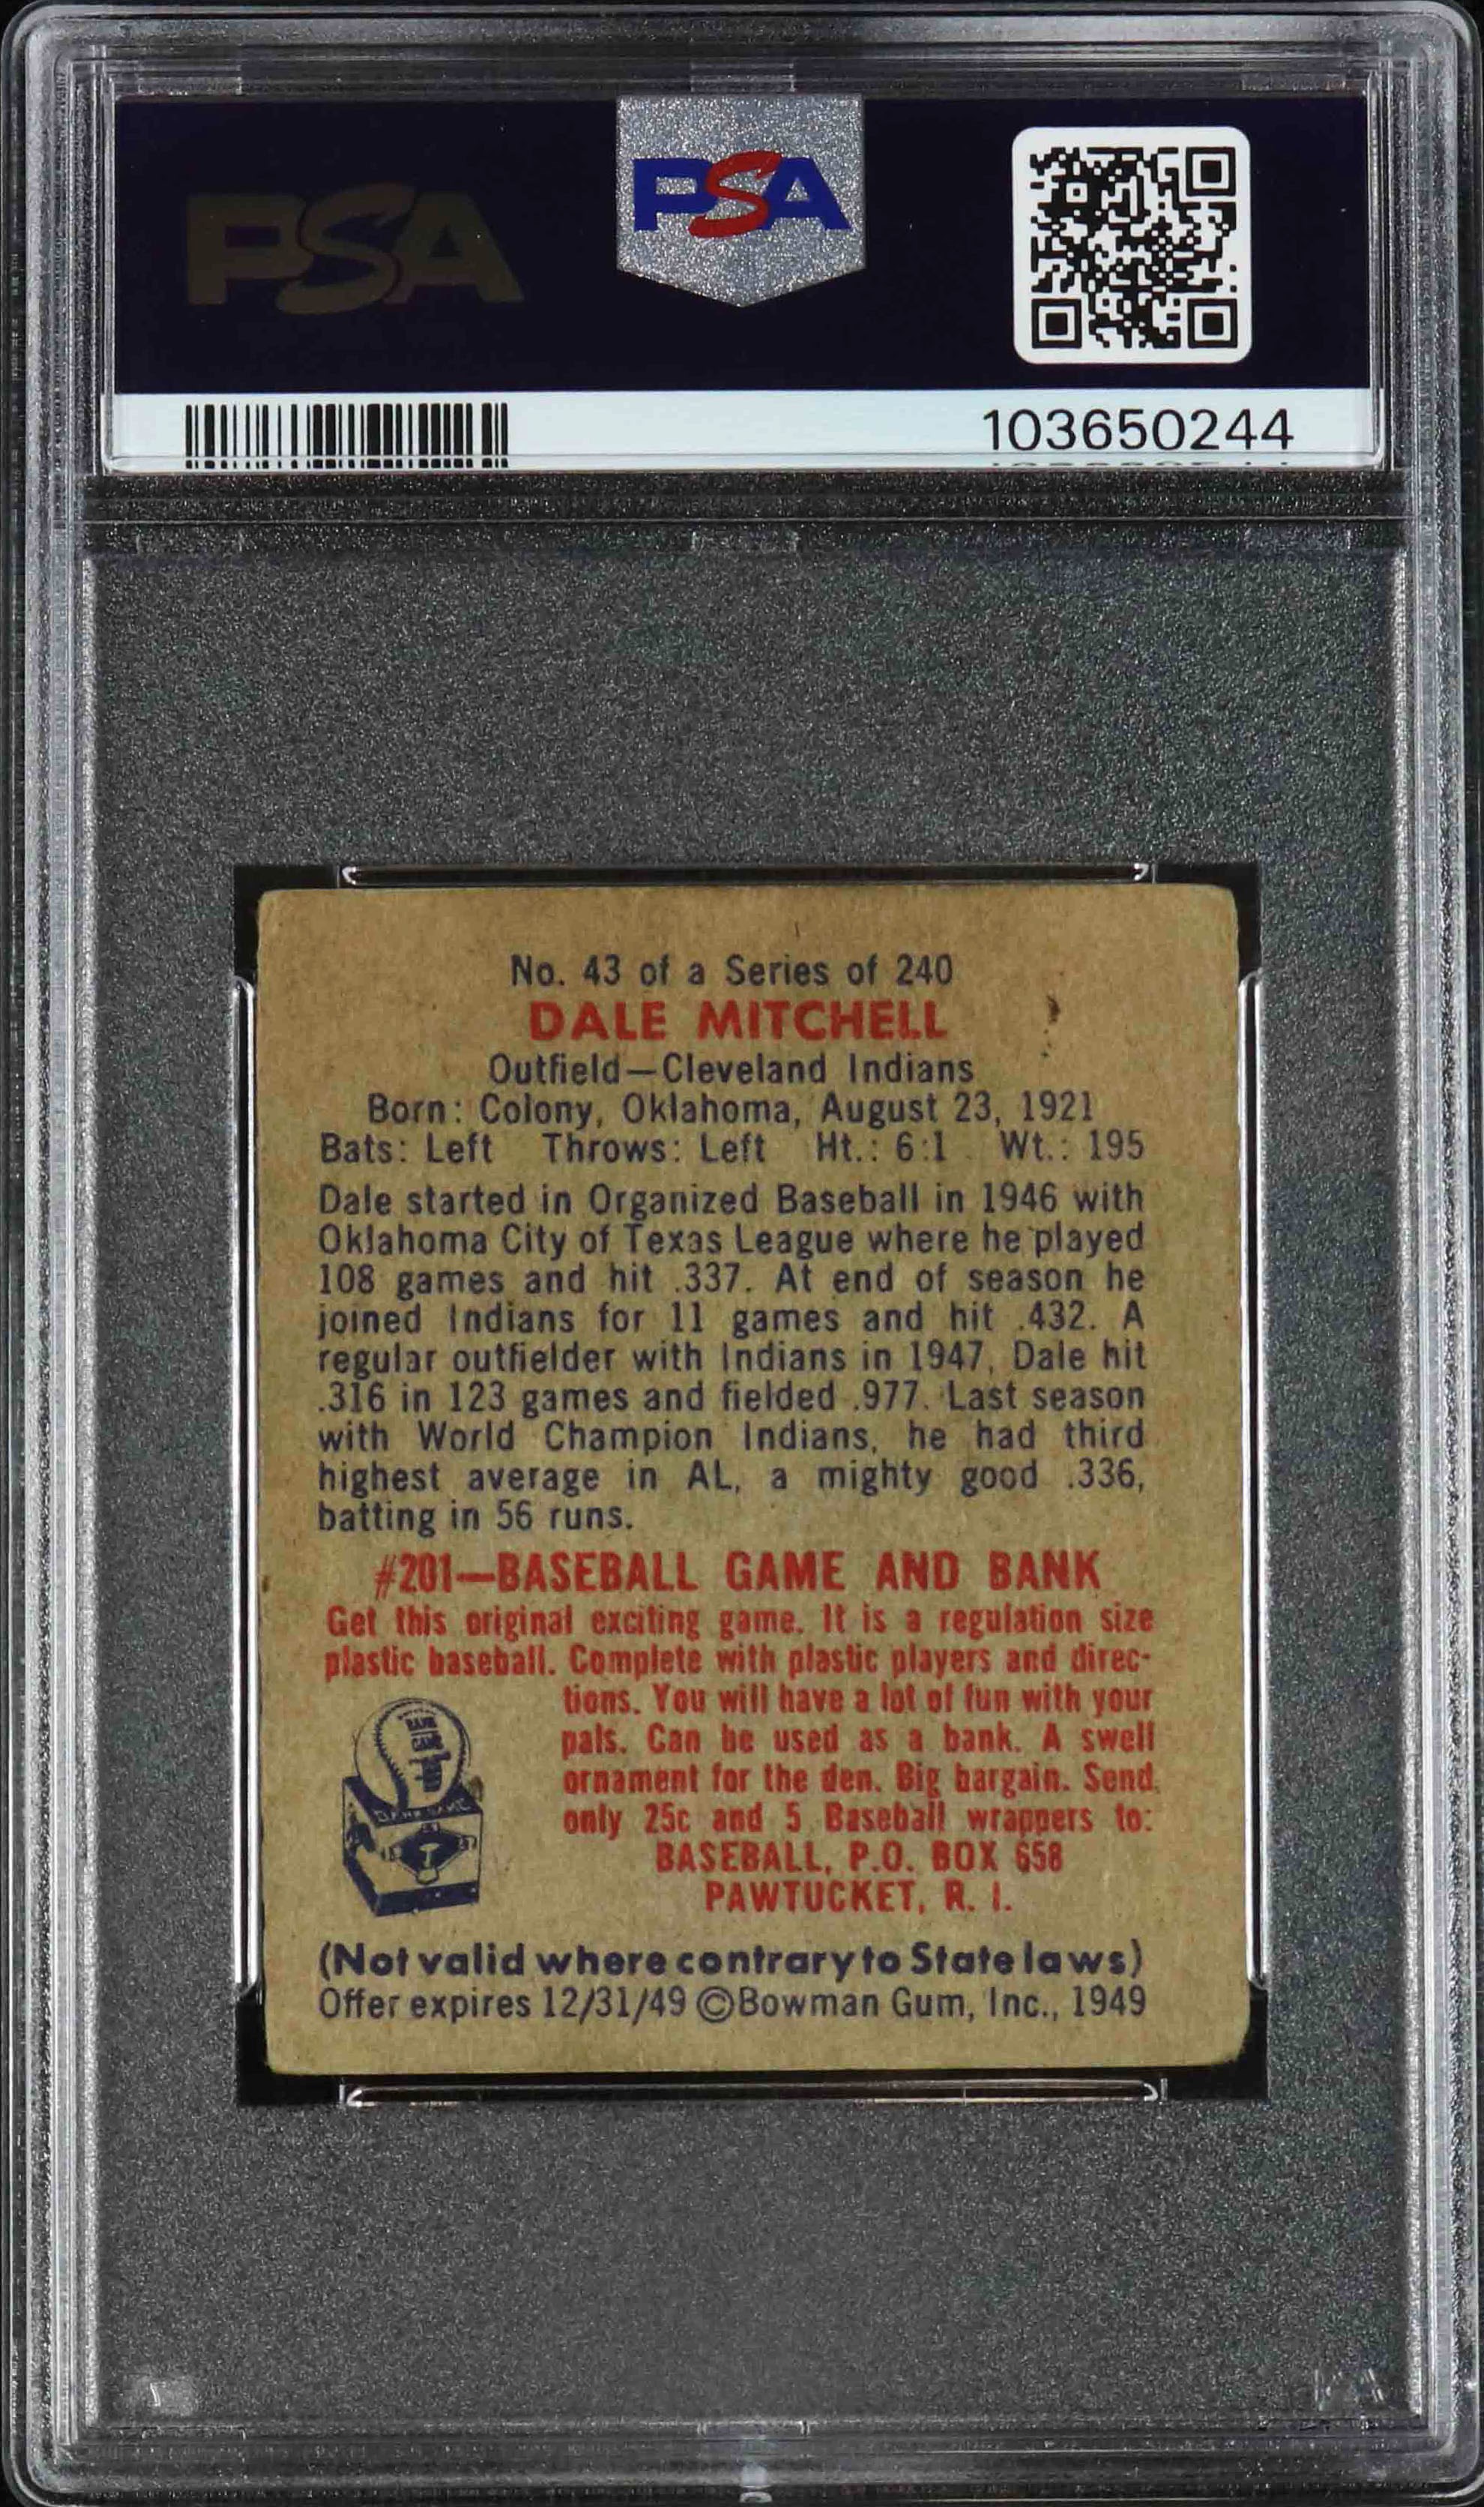 PSA
PSA
103650244
No. 43 of a Series of 240
DALE MITCHELL
Outfield—Cleveland Indians
Born: Colony, Oklahoma, August 23, 1921
Bats: Left Throws: Left Ht.: 6:1 Wt.: 195
Dale started in Organized Baseball in 1946 with
Oklahoma City of Texas League where he played
108 games and hit .337. At end of season he
joined Indians for 11 games and hit .432. A
regular outfielder with Indians in 1947, Dale hit
.316 in 123 games and fielded .977. Last season
with World Champion Indians, he had third
highest average in AL, a mighty good .336,
batting in 56 runs.
#201—BASEBALL GAME AND BANK
Get this original exciting game. It is a regulation size
plastic baseball. Complete with plastic players and direc-
tions. You will have a lot of fun with your
pals. Can be used as a bank. A swell
ornament for the den. Big bargain. Send
only 25c and 5 Baseball wrappers to:
BASEBALL, P.O. BOX 658
PAWTUCKET, R. I.
BANK
GAME
BANK GAME
(Not valid where contrary to State laws)
Offer expires 12/31/49 ©Bowman Gum, Inc., 1949